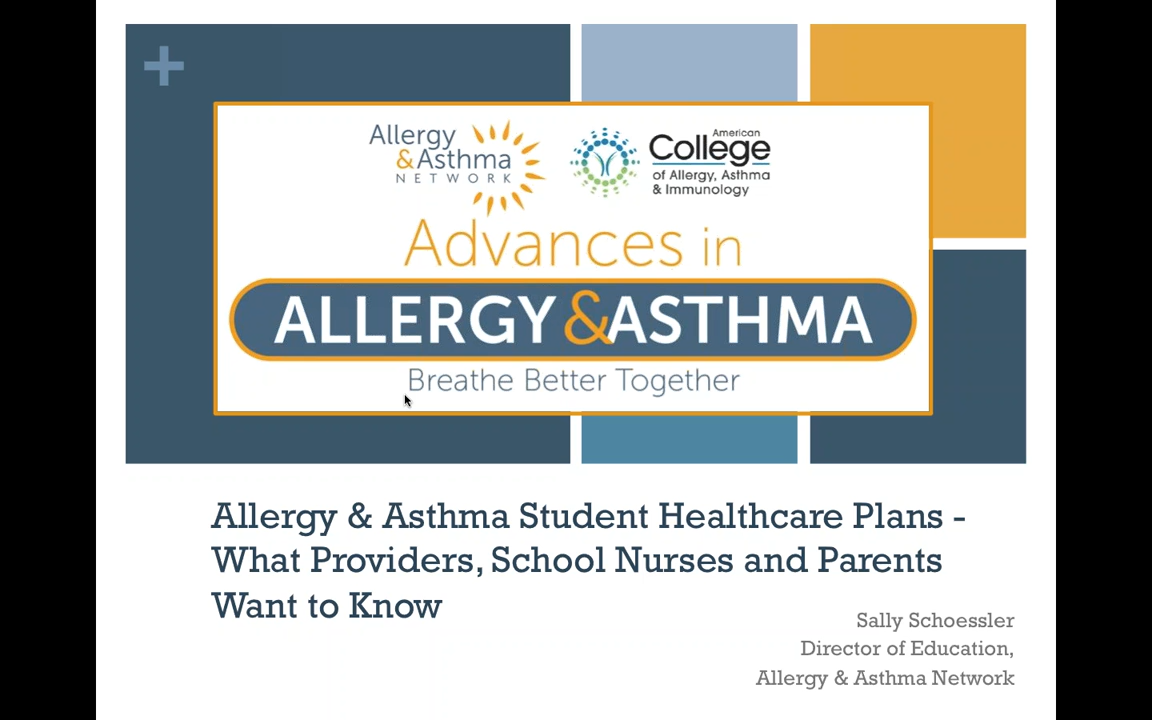 +
Allergy
&Asthma
NETWORK
American
College
of Allergy, Asthma
& Immunology
Advances in
ALLERGY&ASTHMA
Breathe Better Together
Allergy & Asthma Student Healthcare Plans -
What Providers, School Nurses and Parents
Want to Know
Sally Schoessler
Director of Education,
Allergy & Asthma Network